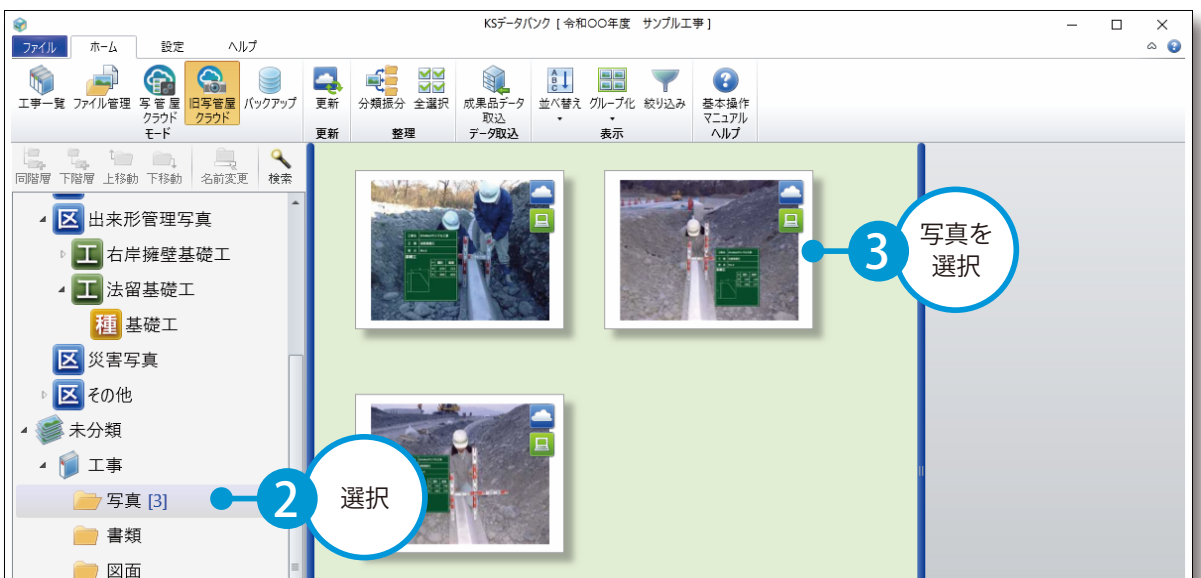 KSデータバンク [ 令和〇〇年度　サンプル工事 ]
ファイル ホーム 設定 ヘルプ
工事一覧 ファイル管理 写管屋クラウド 旧写管屋クラウド バックアップ 更新 分類振分 全選択 成果品データ取込 並べ替え グループ化 絞り込み 基本操作マニュアル
モード 更新 整理 データ取込 表示 ヘルプ
同階層 下階層 上移動 下移動 名前変更 検索
区 出来形管理写真
工 右岸擁壁基礎工
工 法留基礎工
種 基礎工
区 災害写真
区 その他
未分類
工事
写真 [3]
書類
図面
2 選択
3 写真を
選択